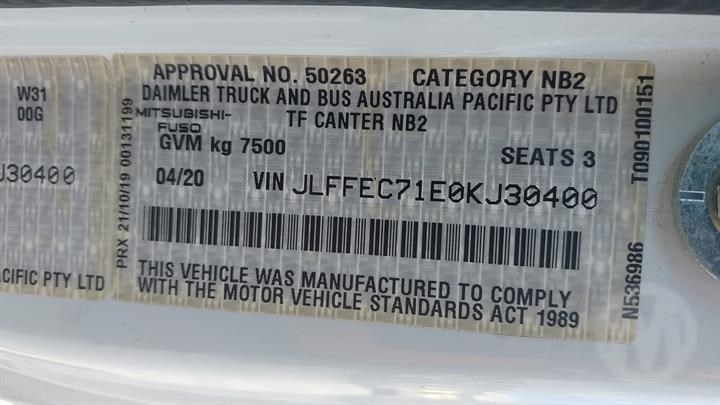 W31
00G
J30400
CIFIC PTY LTD
PRX 21/10/19 00131199
APPROVAL NO. 50263 CATEGORY NB2
DAIMLER TRUCK AND BUS AUSTRALIA PACIFIC PTY LTD
MITSUBISHI-
FUSO
TF CANTER NB2
GVM kg 7500
SEATS 3
04/20 VIN JLFFEC71E0KJ30400
THIS VEHICLE WAS MANUFACTURED TO COMPLY
WITH THE MOTOR VEHICLE STANDARDS ACT 1989
N536986 T090100151
M